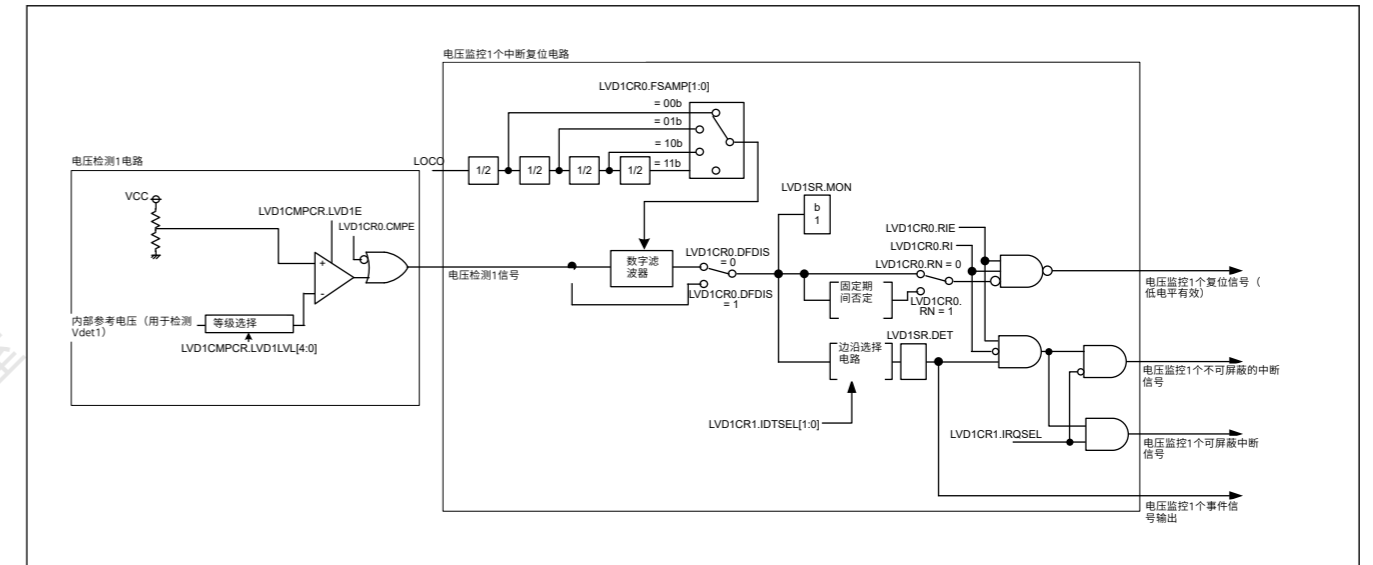 电压监控1个中断复位电路
LVD1CR0.FSAMP[1:0]
= 00b
= 01b
= 10b
= 11b
LOCO
1/2
1/2
1/2
1/2
电压检测1电路
VCC
LVD1CMPCR.LVD1E
LVD1CR0.CMPE
+
-
内部参考电压（用于检测
Vdet1）
等级选择
LVD1CMPCR.LVD1LVL[4:0]
电压检测1信号
数字滤
波器
LVD1CR0.DFDIS
= 0
LVD1CR0.DFDIS
= 1
LVD1SR.MON
b
1
LVD1CR0.RIE
LVD1CR0.RI
LVD1CR0.RN = 0
固定期
间否定
LVD1CR0.
RN = 1
边沿选择
电路
LVD1SR.DET
LVD1CR1.IDTSEL[1:0]
LVD1CR1.IRQSEL
电压监控1个复位信号（
低电平有效）
电压监控1个不可屏蔽的中断
信号
电压监控1个可屏蔽中断
信号
电压监控1个事件信
号输出